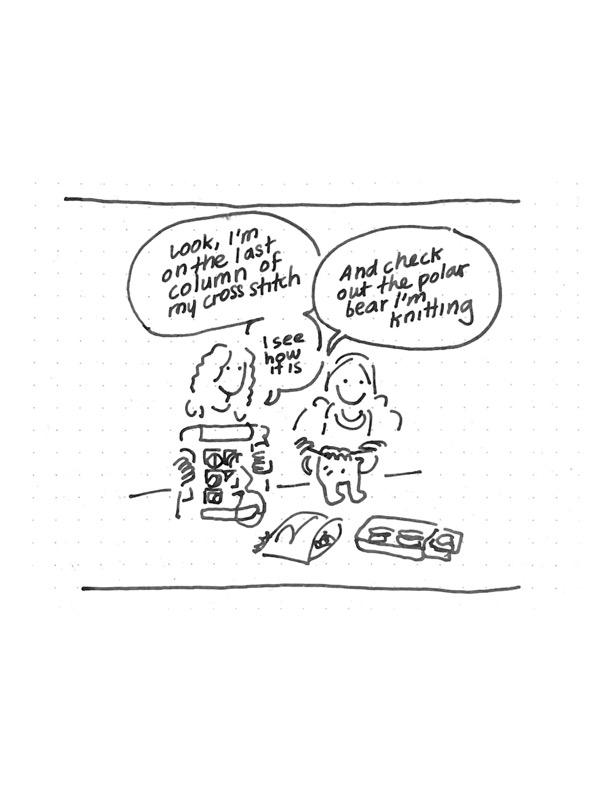 Look, I'm
on the last
column of
my cross stitch
And check
out the polar
bear I'm
knitting
I see
how
it is